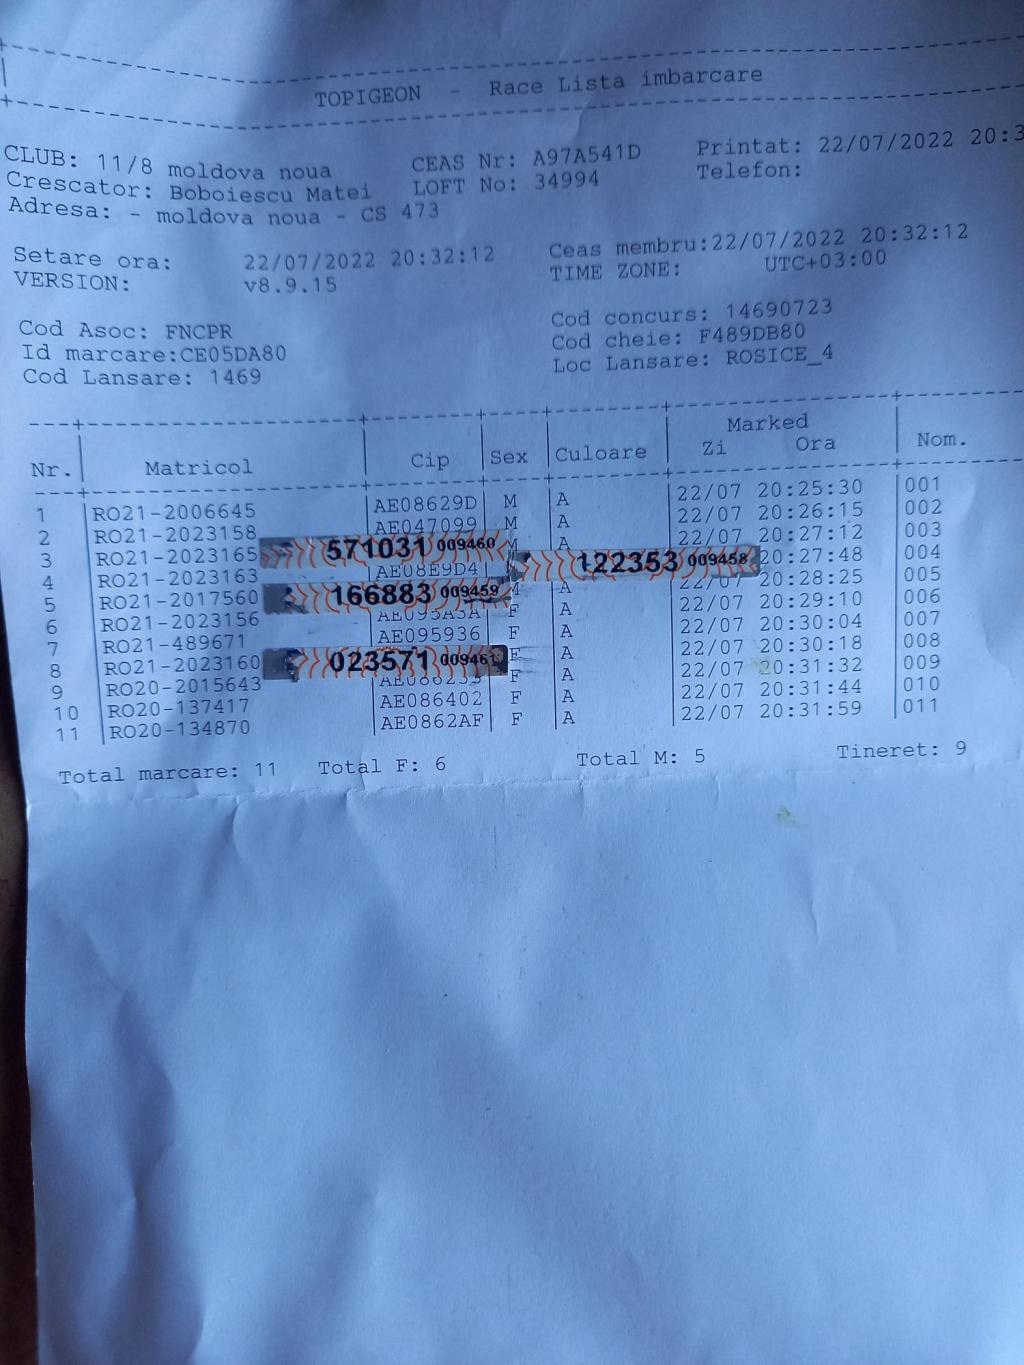 TOPIGEON - Race Lista imbarcare
CLUB: 11/8 moldova noua CEAS Nr: A97A541D Printat: 22/07/2022 20:3
Crescator: Boboiescu Matei LOFT No: 34994 Telefon:
Adresa: - moldova noua - CS 473
Setare ora: 22/07/2022 20:32:12 Ceas membru:22/07/2022 20:32:12
VERSION: v8.9.15 TIME ZONE: UTC+03:00
Cod Asoc: FNCPR Cod concurs: 14690723
Id marcare:CE05DA80 Cod cheie: F489DB80
Cod Lansare: 1469 Loc Lansare: ROSICE_4
Marked
Nr. Matricol Cip Sex Culoare Zi Ora Nom.
1 RO21-2006645 AE08629D M A 22/07 20:25:30 001
2 RO21-2023158 AE047099 M A 22/07 20:26:15 002
3 RO21-2023165 571031 009460 A 22/07 20:27:12 003
4 RO21-2023163 AE08E9D4 122353 009458 20:27:48 004
5 RO21-2017560 166883 009459 A 22/07 20:28:25 005
6 RO21-2023156 F A 22/07 20:29:10 006
7 RO21-489671 AE095936 F A 22/07 20:30:04 007
8 RO21-2023160 023571 009461 F A 22/07 20:30:18 008
9 RO20-2015643 F A 22/07 20:31:32 009
10 RO20-137417 AE086402 F A 22/07 20:31:44 010
11 RO20-134870 AE0862AF F A 22/07 20:31:59 011
Total marcare: 11 Total F: 6 Total M: 5 Tineret: 9